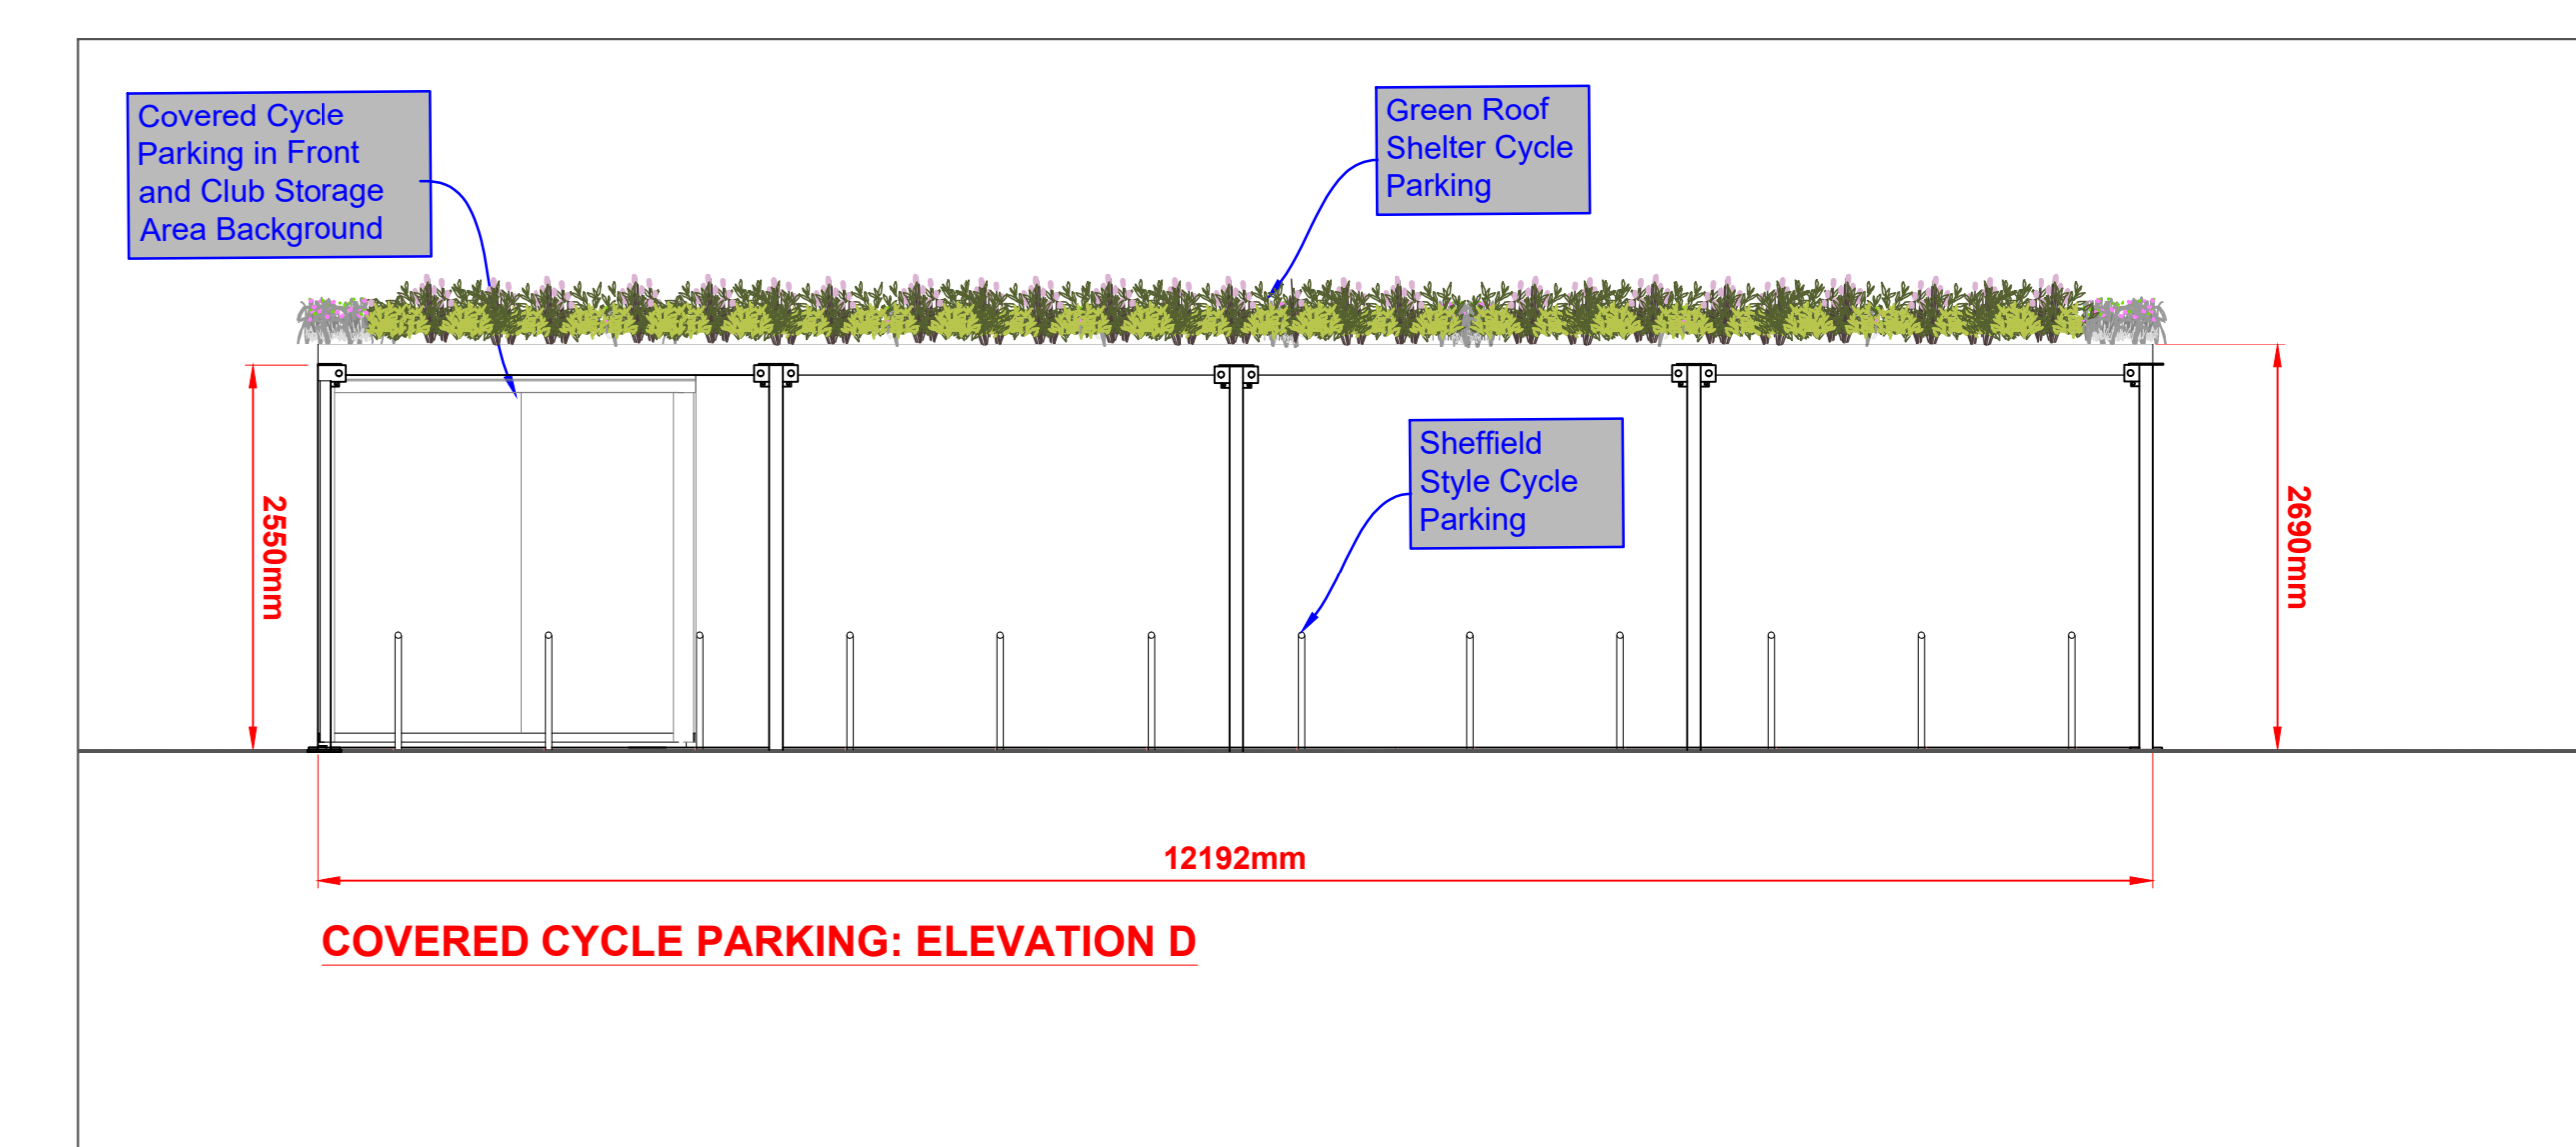 Covered Cycle
Parking in Front
and Club Storage
Area Background
Green Roof
Shelter Cycle
Parking
Sheffield
Style Cycle
Parking
2550mm
2690mm
12192mm
COVERED CYCLE PARKING: ELEVATION D